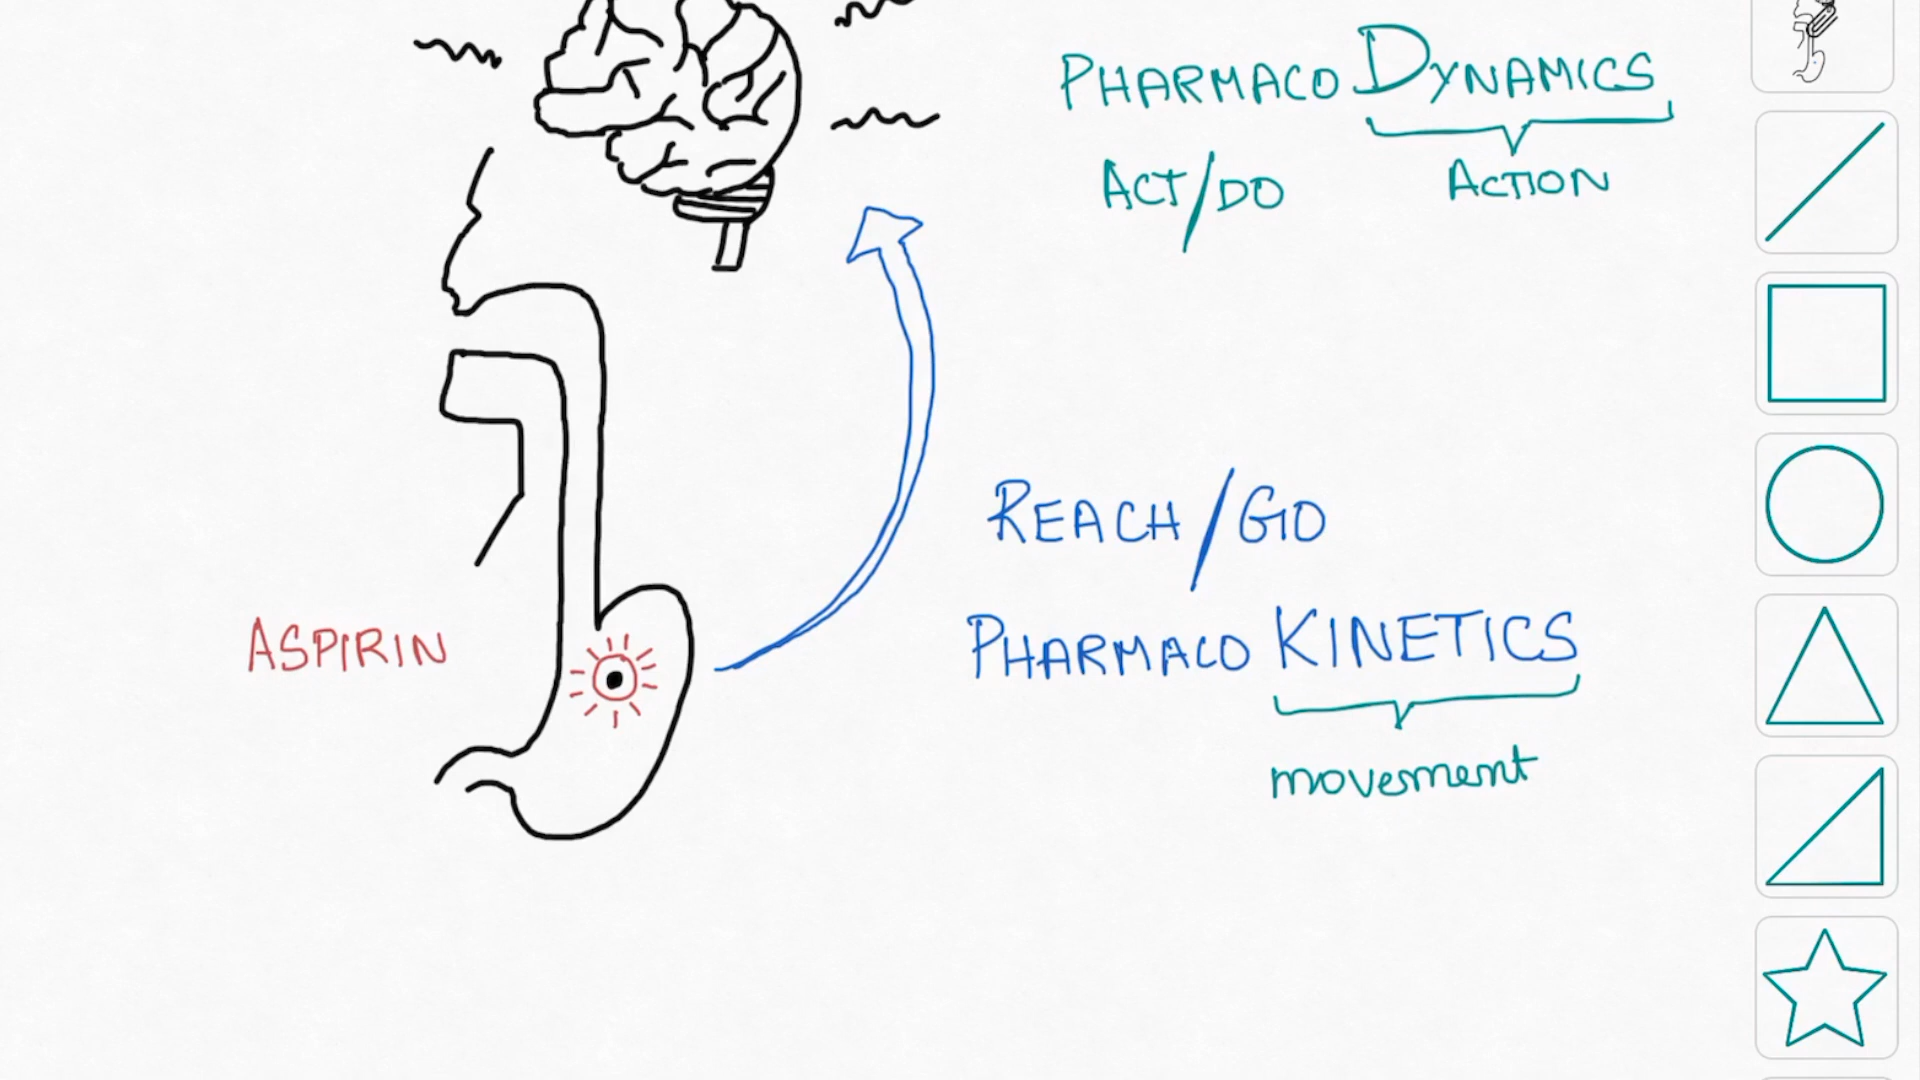 PHARMACO DYNAMICS
ACT/DO
ACTION
REACH/GO
ASPIRIN
PHARMACO KINETICS
movement